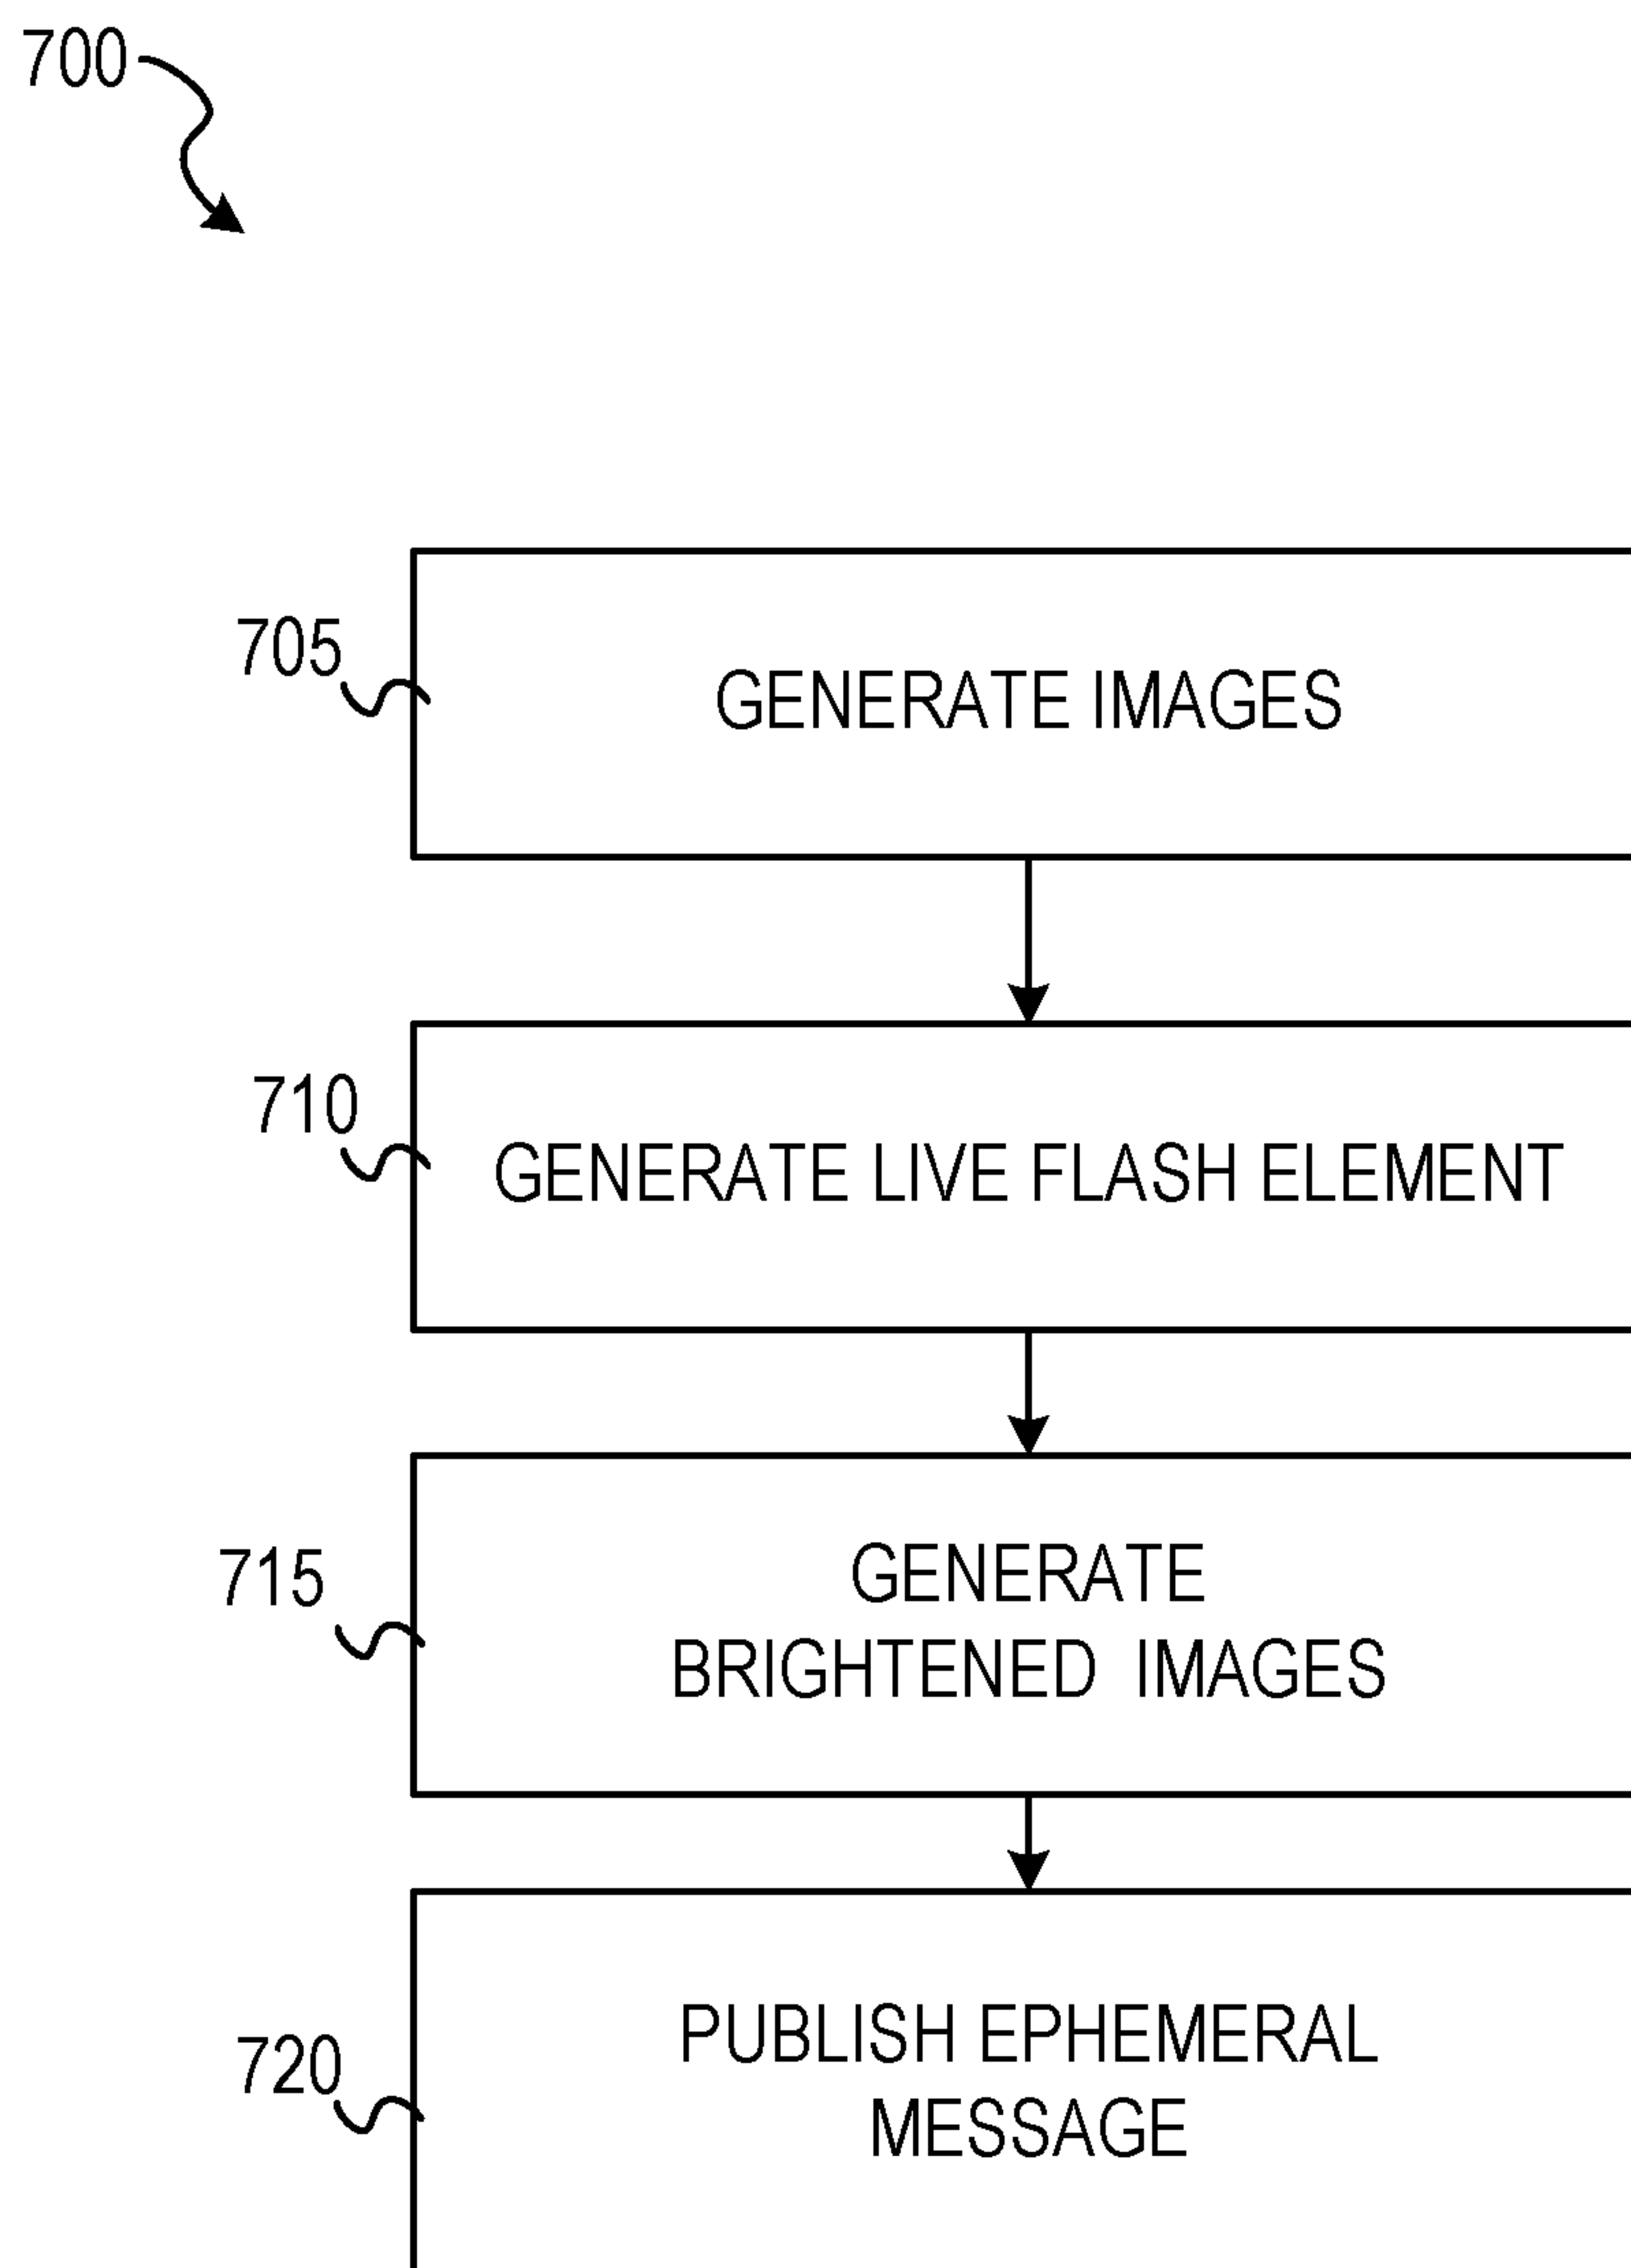 700
705
GENERATE IMAGES
710
GENERATE LIVE FLASH ELEMENT
715
GENERATE
BRIGHTENED IMAGES
720
PUBLISH EPHEMERAL
MESSAGE